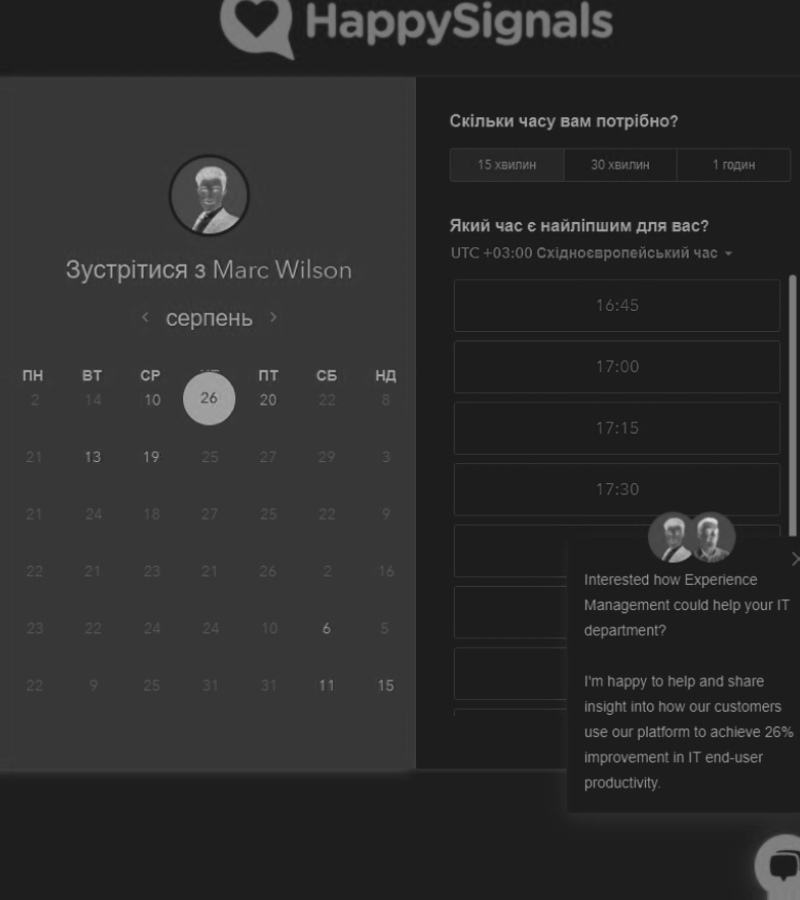 HappySignals
Зустрітися з Marc Wilson
серпень
ПН ВТ СР ПТ СБ НД
2 14 10 26 20 22 8
21 13 19 25 27 29 3
21 24 18 27 25 22 9
22 21 23 21 26 2 16
23 22 24 24 10 6 5
22 9 25 31 31 11 15
Скільки часу вам потрібно?
15 хвилин 30 хвилин 1 годин
Який час є найліпшим для вас?
UTC +03:00 Східноєвропейський час
16:45
17:00
17:15
17:30
Interested how Experience
Management could help your IT
department?
I'm happy to help and share
insight into how our customers
use our platform to achieve 26%
improvement in IT end-user
productivity.